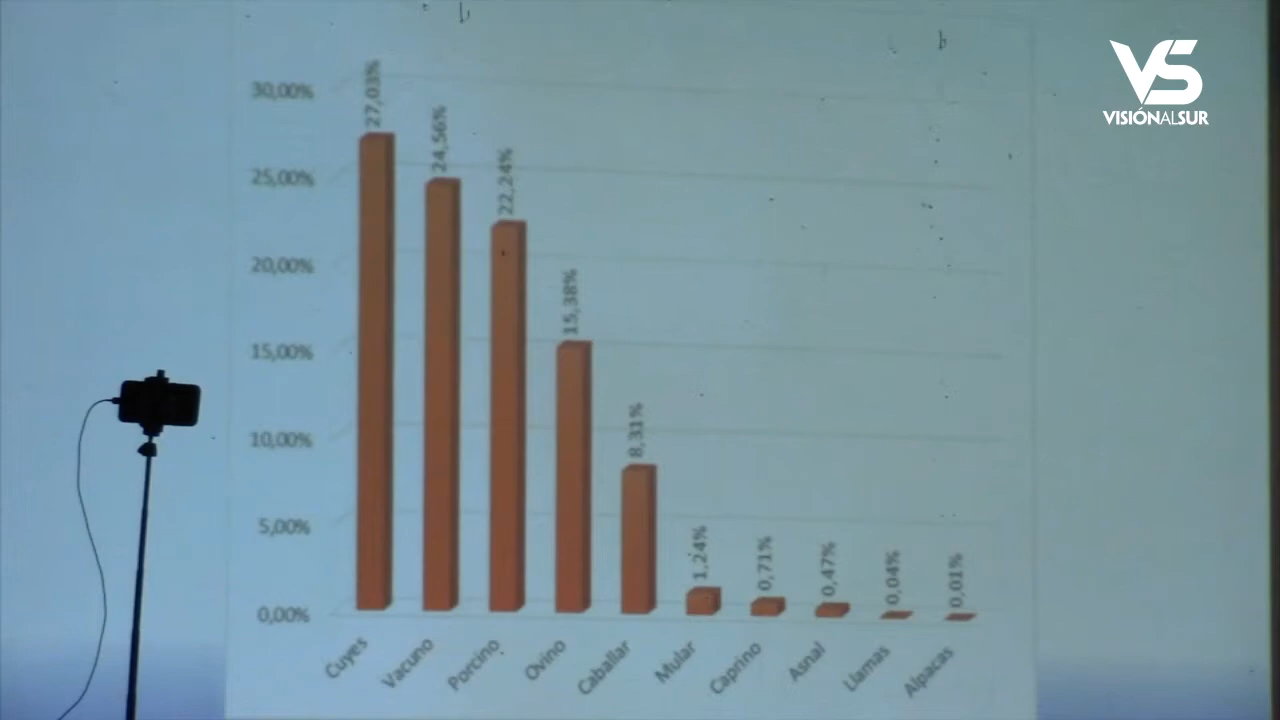 VS
VISIÓNALSUR
30,00%
25,00%
20,00%
15,00%
10,00%
5,00%
0,00%
27,03%
24,56%
22,24%
15,38%
8,31%
1,24%
0,71%
0,47%
0,04%
0,01%
Cuyes
Vacuno
Porcino
Ovino
Caballar
Mular
Caprino
Asnal
Llamas
Alpacas